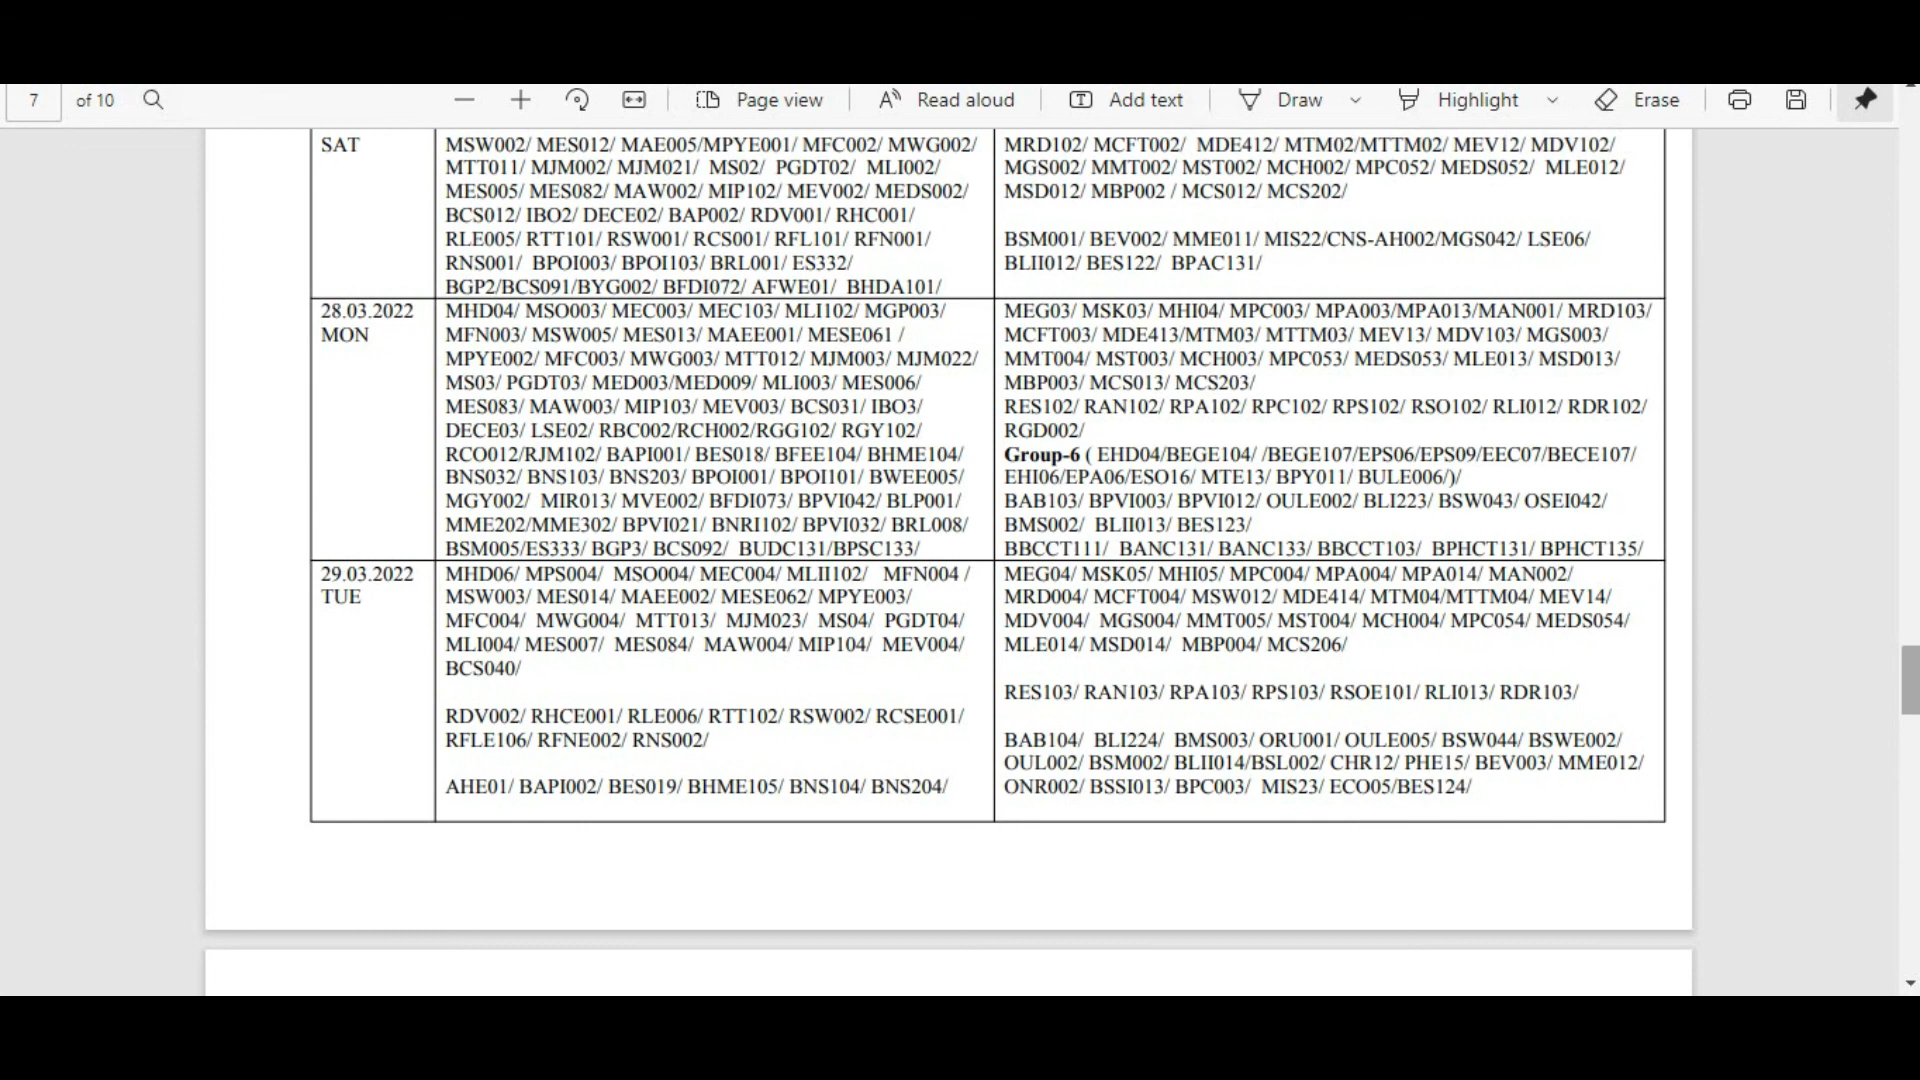 7 of 10 Page view Read aloud Add text Draw Highlight Erase
SAT
MSW002/ MES012/ MAE005/MPYE001/ MFC002/ MWG002/
MTT011/ MJM002/ MJM021/ MS02/ PGDT02/ MLI002/
MES005/ MES082/ MAW002/ MIP102/ MEV002/ MEDS002/
BCS012/ IBO2/ DECE02/ BAP002/ RDV001/ RHC001/
RLE005/ RTT101/ RSW001/ RCS001/ RFL101/ RFN001/
RNS001/ BPOI003/ BPOI103/ BRL001/ ES332/
BGP2/BCS091/BYG002/ BFDI072/ AFWE01/ BHDA101/
MRD102/ MCFT002/ MDE412/ MTM02/MTTM02/ MEV12/ MDV102/
MGS002/ MMT002/ MST002/ MCH002/ MPC052/ MEDS052/ MLE012/
MSD012/ MBP002 / MCS012/ MCS202/
BSM001/ BEV002/ MME011/ MIS22/CNS-AH002/MGS042/ LSE06/
BLII012/ BES122/ BPAC131/
28.03.2022
MON
MHD04/ MSO003/ MEC003/ MEC103/ MLI102/ MGP003/
MFN003/ MSW005/ MES013/ MAEE001/ MESE061 /
MPYE002/ MFC003/ MWG003/ MTT012/ MJM003/ MJM022/
MS03/ PGDT03/ MED003/MED009/ MLI003/ MES006/
MES083/ MAW003/ MIP103/ MEV003/ BCS031/ IBO3/
DECE03/ LSE02/ RBC002/RCH002/RGG102/ RGY102/
RCO012/RJM102/ BAPI001/ BES018/ BFEE104/ BHME104/
BNS032/ BNS103/ BNS203/ BPOI001/ BPOI101/ BWEE005/
MGY002/ MIR013/ MVE002/ BFDI073/ BPVI042/ BLP001/
MME202/MME302/ BPVI021/ BNRI102/ BPVI032/ BRL008/
BSM005/ES333/ BGP3/ BCS092/ BUDC131/BPSC133/
MEG03/ MSK03/ MHI04/ MPC003/ MPA003/MPA013/MAN001/ MRD103/
MCFT003/ MDE413/MTM03/ MTTM03/ MEV13/ MDV103/ MGS003/
MMT004/ MST003/ MCH003/ MPC053/ MEDS053/ MLE013/ MSD013/
MBP003/ MCS013/ MCS203/
RES102/ RAN102/ RPA102/ RPC102/ RPS102/ RSO102/ RLI012/ RDR102/
RGD002/
Group-6 ( EHD04/BEGE104/ /BEGE107/EPS06/EPS09/EEC07/BECE107/
EHI06/EPA06/ESO16/ MTE13/ BPY011/ BULE006/)/
BAB103/ BPVI003/ BPVI012/ OULE002/ BLI223/ BSW043/ OSEI042/
BMS002/ BLII013/ BES123/
BBCCT111/ BANC131/ BANC133/ BBCCT103/ BPHCT131/ BPHCT135/
29.03.2022
TUE
MHD06/ MPS004/ MSO004/ MEC004/ MLII102/ MFN004 /
MSW003/ MES014/ MAEE002/ MESE062/ MPYE003/
MFC004/ MWG004/ MTT013/ MJM023/ MS04/ PGDT04/
MLI004/ MES007/ MES084/ MAW004/ MIP104/ MEV004/
BCS040/
RDV002/ RHCE001/ RLE006/ RTT102/ RSW002/ RCSE001/
RFLE106/ RFNE002/ RNS002/
AHE01/ BAPI002/ BES019/ BHME105/ BNS104/ BNS204/
MEG04/ MSK05/ MHI05/ MPC004/ MPA004/ MPA014/ MAN002/
MRD004/ MCFT004/ MSW012/ MDE414/ MTM04/MTTM04/ MEV14/
MDV004/ MGS004/ MMT005/ MST004/ MCH004/ MPC054/ MEDS054/
MLE014/ MSD014/ MBP004/ MCS206/
RES103/ RAN103/ RPA103/ RPS103/ RSOE101/ RLI013/ RDR103/
BAB104/ BLI224/ BMS003/ ORU001/ OULE005/ BSW044/ BSWE002/
OUL002/ BSM002/ BLII014/BSL002/ CHR12/ PHE15/ BEV003/ MME012/
ONR002/ BSSI013/ BPC003/ MIS23/ ECO05/BES124/